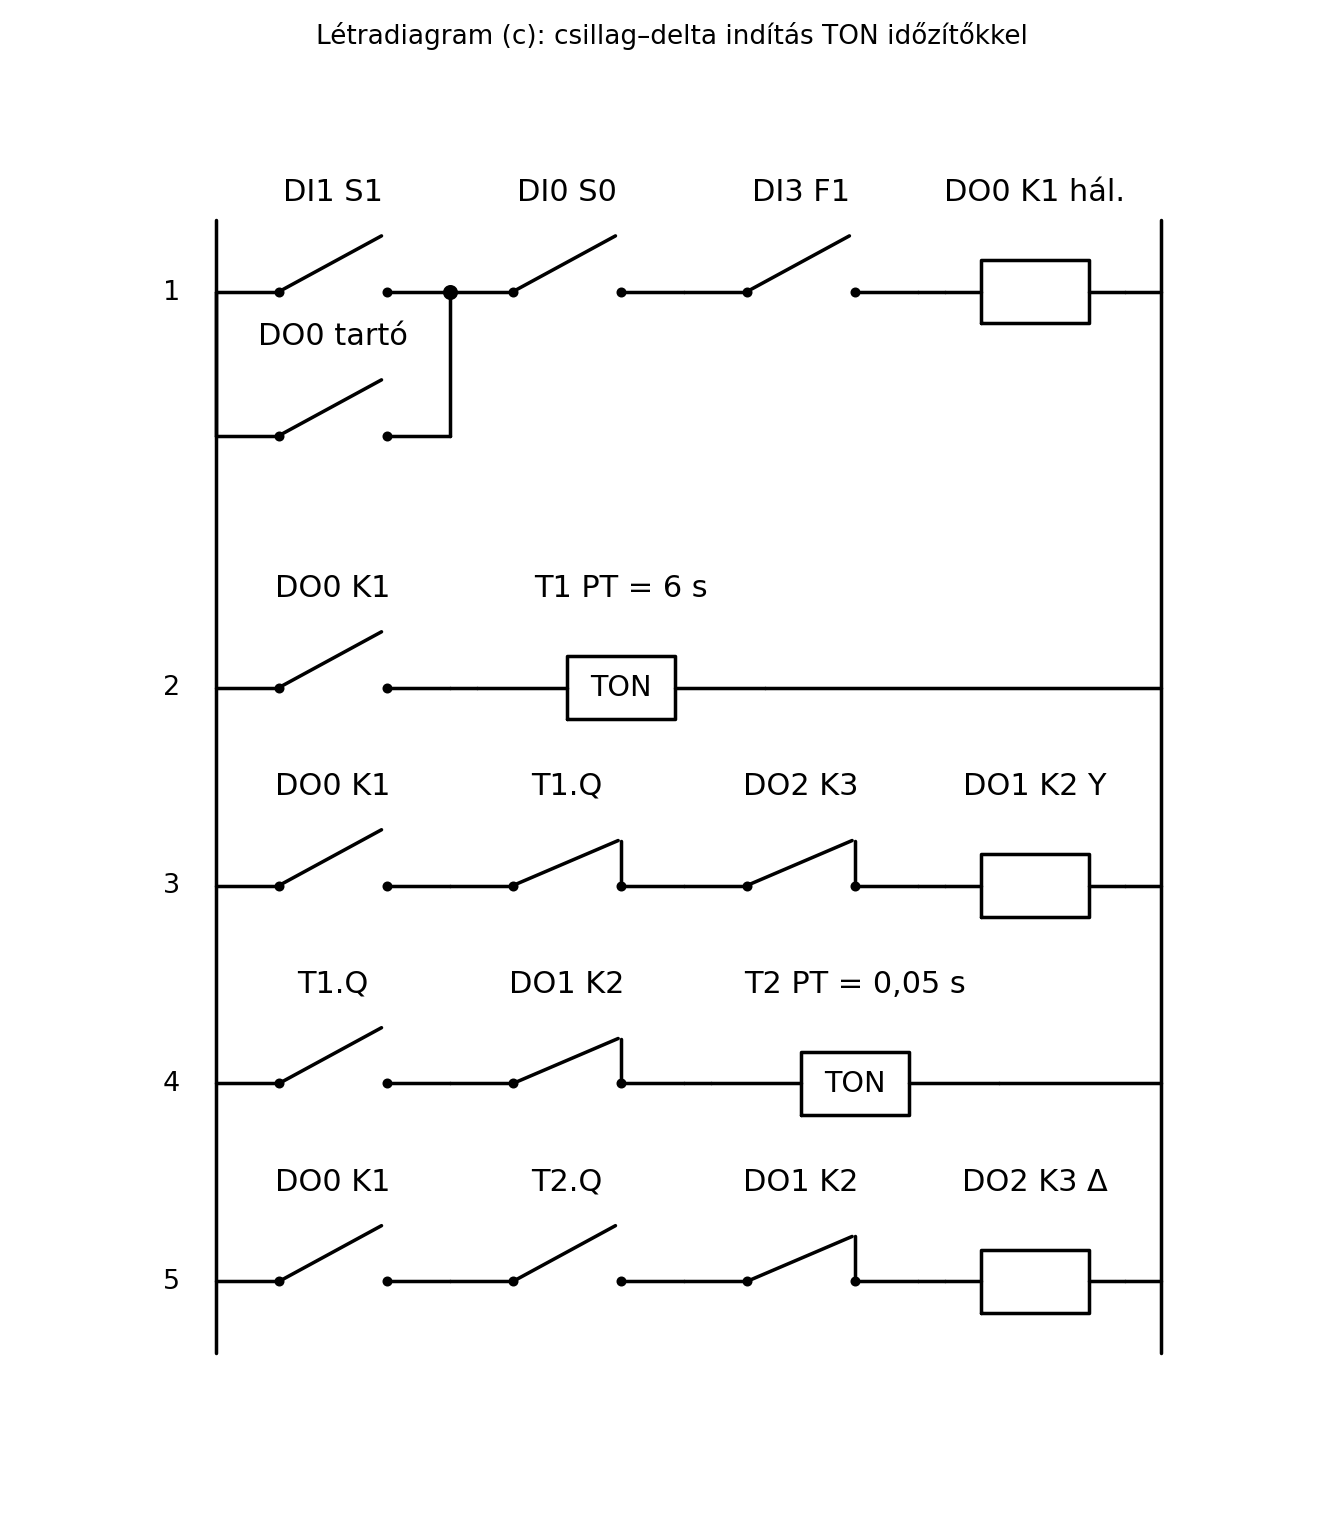 Létradiagram (c): csillag–delta indítás TON időzítőkkel
DI1 S1 DI0 S0 DI3 F1 DO0 K1 hál.
1
DO0 tartó
DO0 K1 T1 PT = 6 s
2 TON
DO0 K1 T1.Q DO2 K3 DO1 K2 Y
3
T1.Q DO1 K2 T2 PT = 0,05 s
4 TON
DO0 K1 T2.Q DO1 K2 DO2 K3 Δ
5